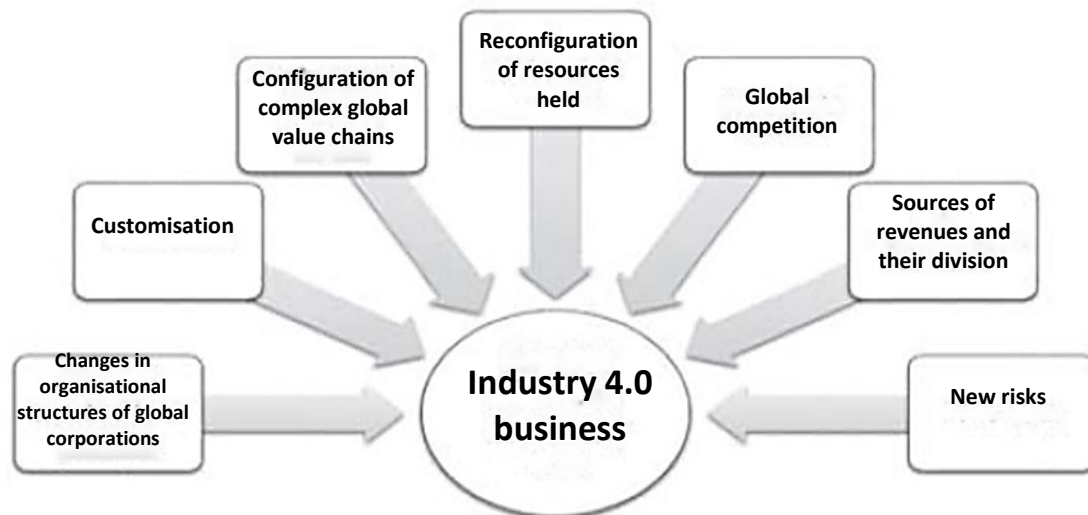 Reconfiguration
of resources
held
Configuration of
complex global
value chains
Global
competition
Customisation
Sources of
revenues and
their division
Changes in
organisational
structures of global
corporations
Industry 4.0
business
New risks